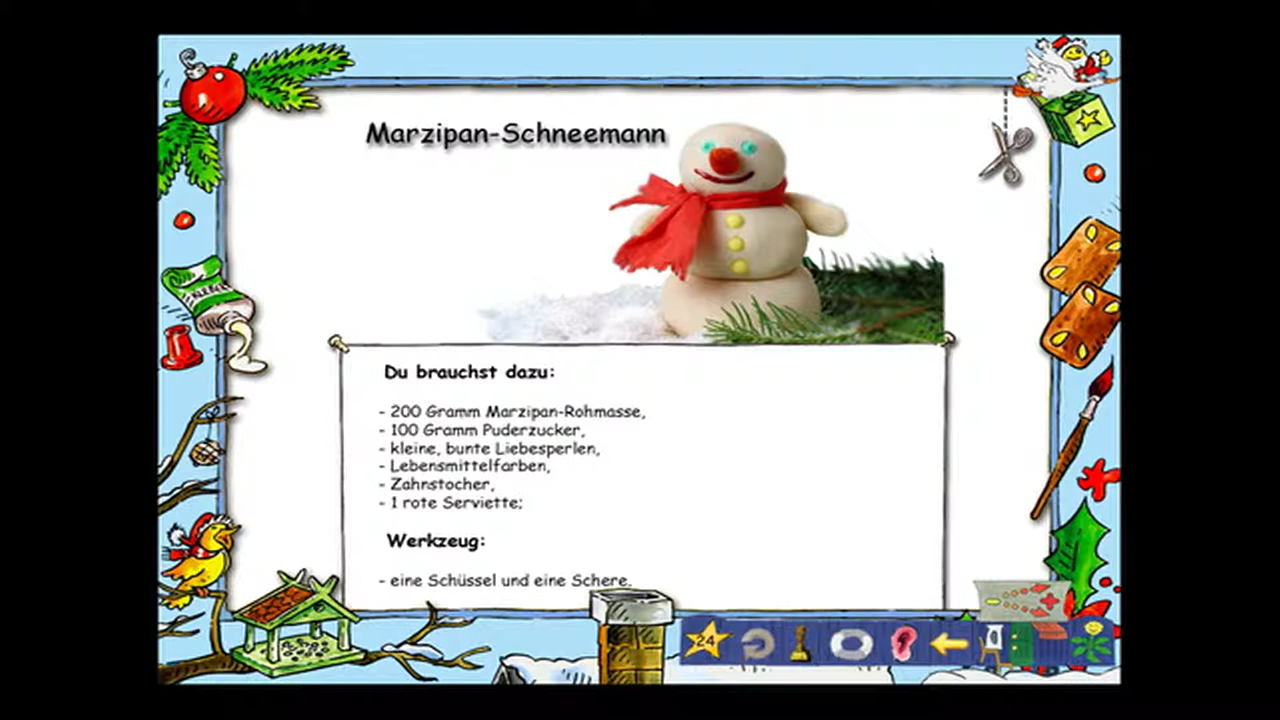 Marzipan-Schneemann
Du brauchst dazu:
- 200 Gramm Marzipan-Rohmasse,
- 100 Gramm Puderzucker,
- kleine, bunte Liebesperlen,
- Lebensmittelfarben,
- Zahnstocher,
- 1 rote Serviette;
Werkzeug:
- eine Schüssel und eine Schere.
KLEBER
24